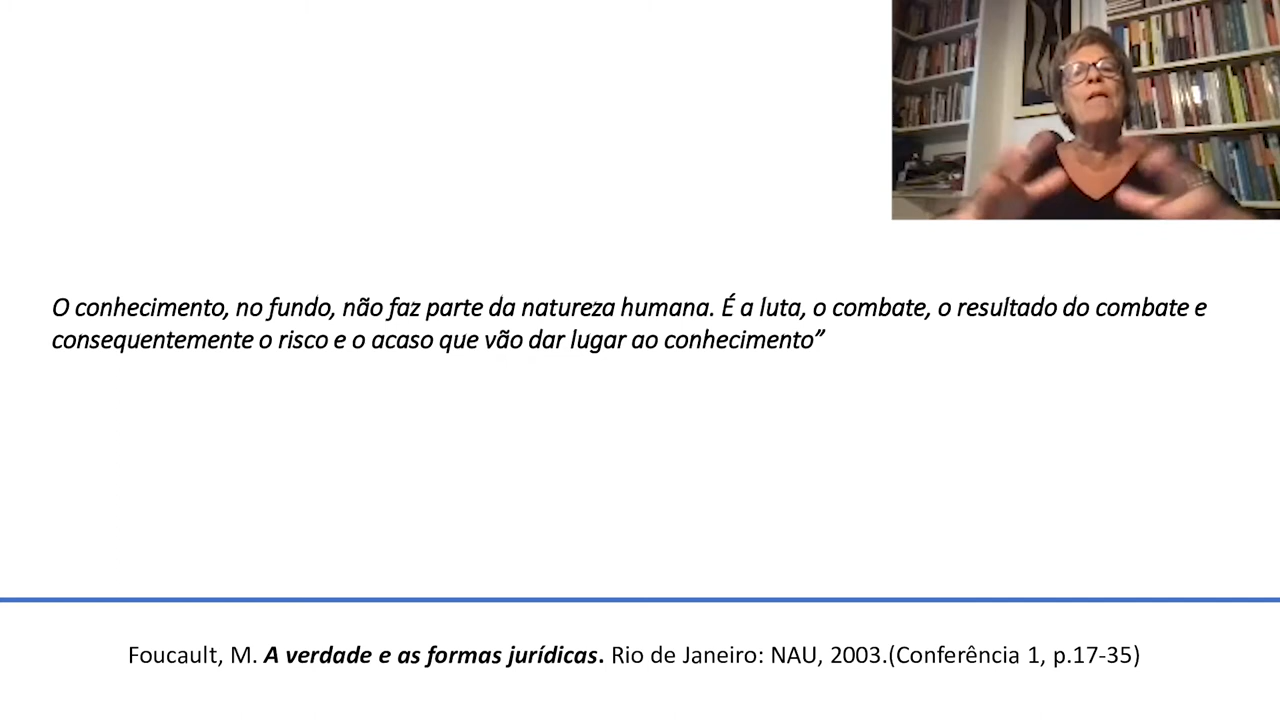 O conhecimento, no fundo, não faz parte da natureza humana. É a luta, o combate, o resultado do combate e
consequentemente o risco e o acaso que vão dar lugar ao conhecimento”
Foucault, M. A verdade e as formas jurídicas. Rio de Janeiro: NAU, 2003.(Conferência 1, p.17-35)